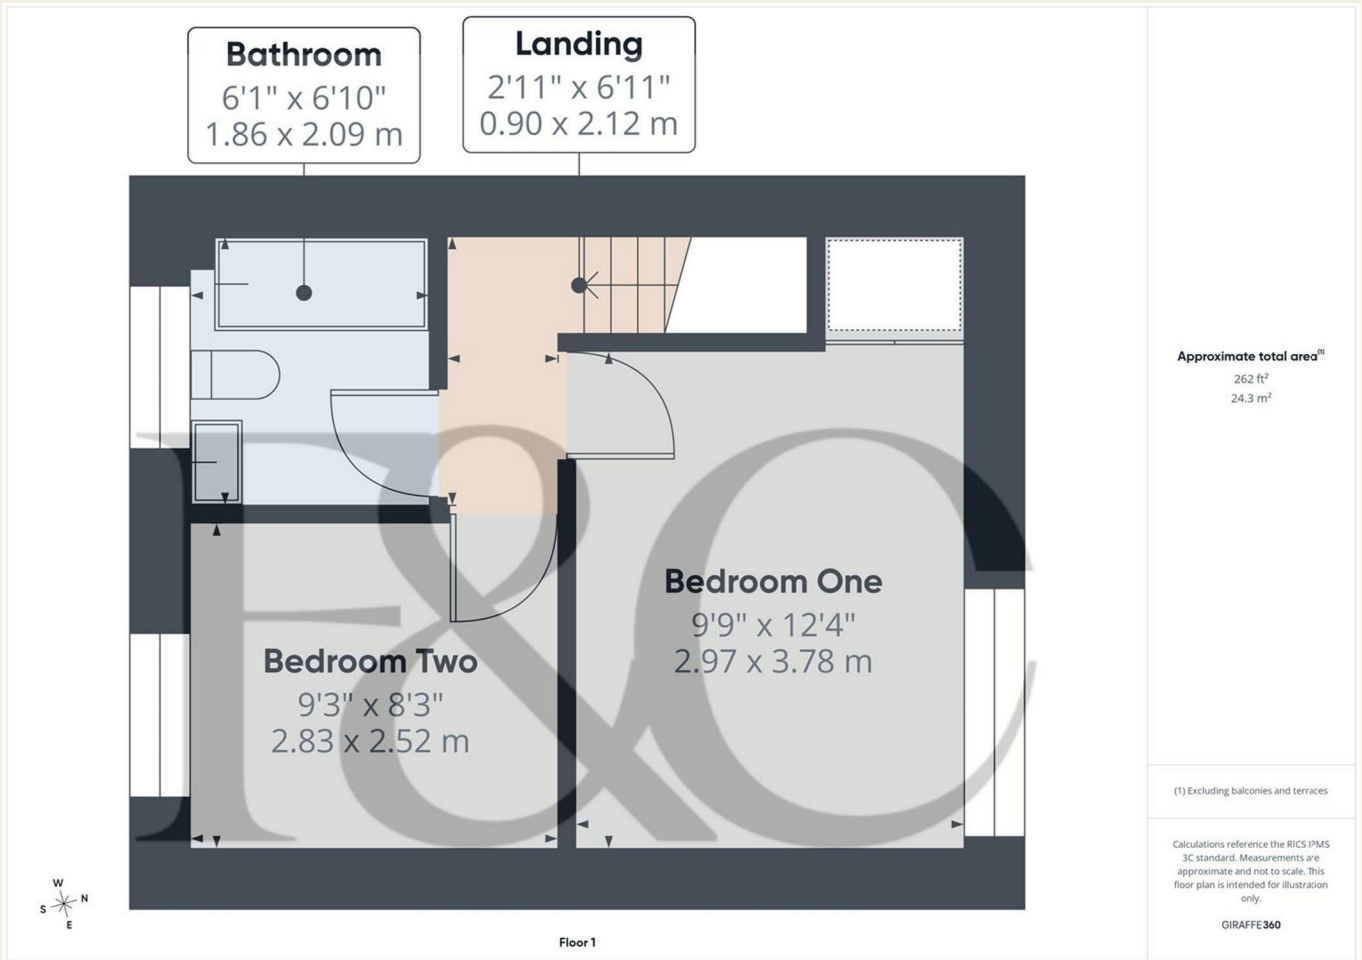 Bathroom
6'1" x 6'10"
1.86 x 2.09 m
Landing
2'11" x 6'11"
0.90 x 2.12 m
Bedroom One
9'9" x 12'4"
2.97 x 3.78 m
Bedroom Two
9'3" x 8'3"
2.83 x 2.52 m
F&C
W
N
S
E
Floor 1
Approximate total area(1)
262 ft²
24.3 m²
(1) Excluding balconies and terraces
Calculations reference the RICS IPMS
3C standard. Measurements are
approximate and not to scale. This
floor plan is intended for illustration
only.
GIRAFFE360